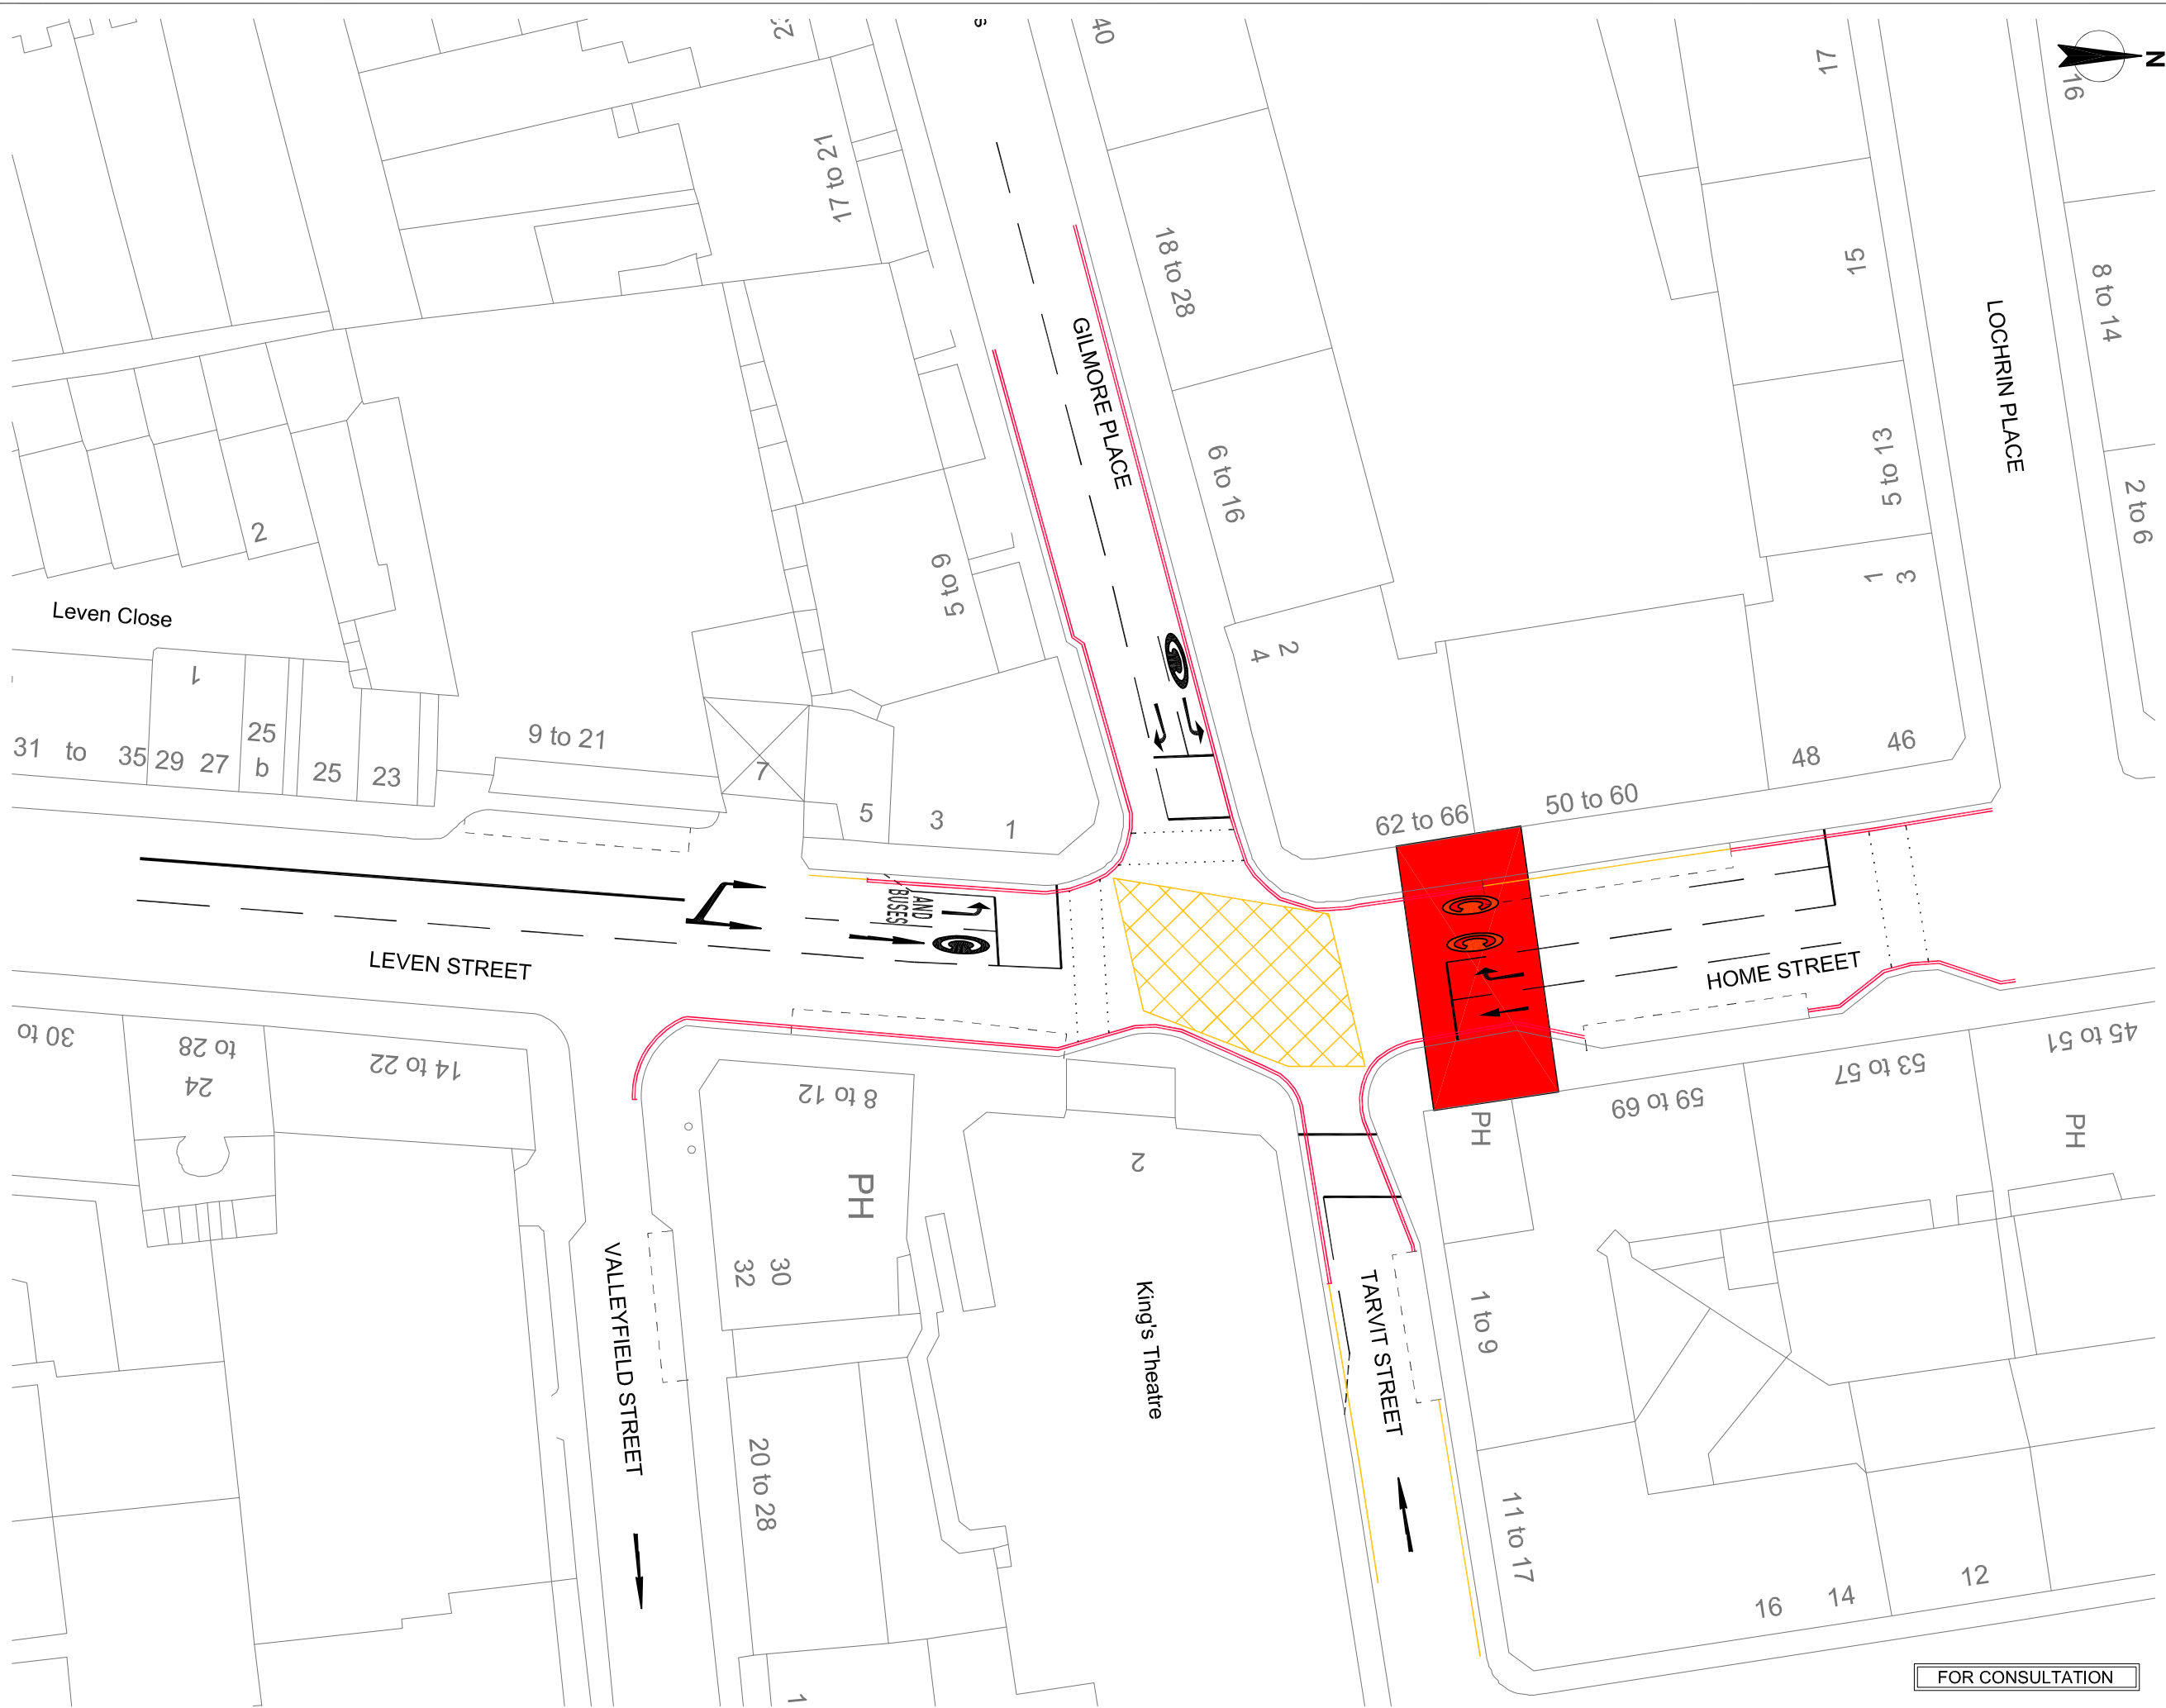 N
40
17
16
17 to 21
18 to 28
15
8 to 14
GILMORE PLACE
LOCHRIN PLACE
2
5 to 9
6 to 16
5 to 13
2 to 6
Leven Close
4
2
1
3
1
31 to 35
29
27
25
b
25
23
9 to 21
7
5
3
1
62 to 66
50 to 60
48
46
AND
BUSES
LEVEN STREET
HOME STREET
30 to
24
to 28
14 to 22
8 to 12
PH
2
PH
59 to 69
53 to 57
45 to 51
PH
32
30
VALLEYFIELD STREET
King's Theatre
TARVIT STREET
1 to 9
20 to 28
11 to 17
16
14
12
1
FOR CONSULTATION